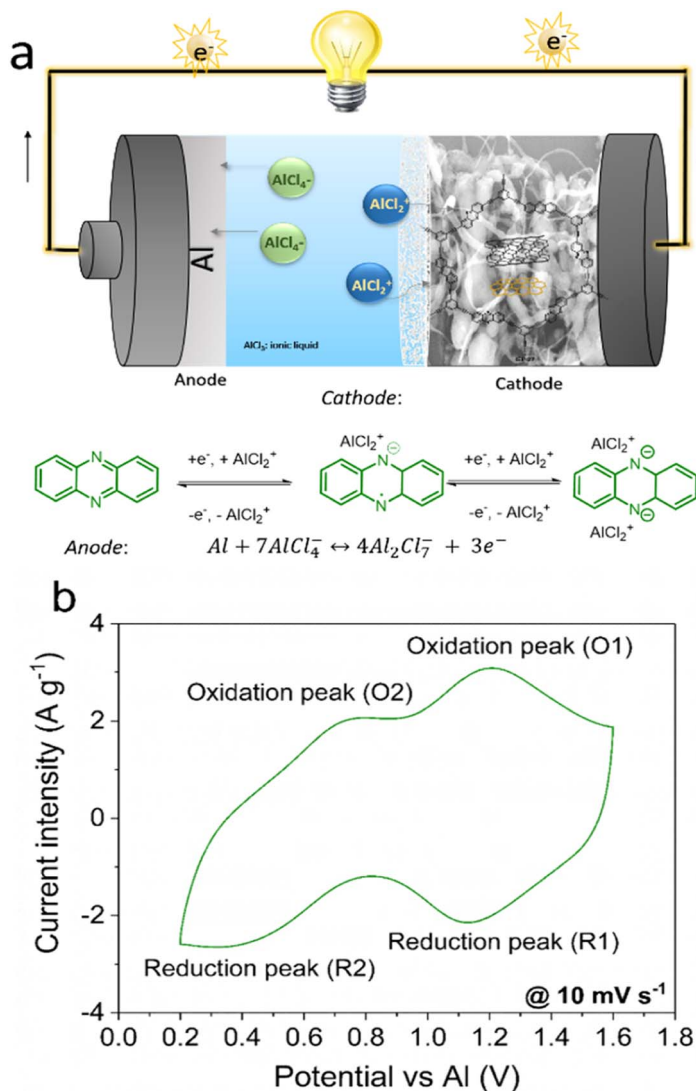 a
e⁻ e⁻
AlCl₄-
AlCl₄-
AlCl₂⁺
AlCl₂⁺
Al
AlCl₃: ionic liquid
Anode
Cathode
Cathode:
N
N
+e⁻, + AlCl₂⁺
-e⁻, - AlCl₂⁺
AlCl₂⁺ ⊖
N
N
+e⁻, + AlCl₂⁺
-e⁻, - AlCl₂⁺
AlCl₂⁺ ⊖
N
N ⊖
AlCl₂⁺
Anode: Al + 7AlCl₄⁻ ↔ 4Al₂Cl₇⁻ + 3e⁻
b
Current intensity (A g⁻¹)
4
2
0
-2
-4
Oxidation peak (O1)
Oxidation peak (O2)
Reduction peak (R1)
Reduction peak (R2)
@ 10 mV s⁻¹
0.0 0.2 0.4 0.6 0.8 1.0 1.2 1.4 1.6 1.8
Potential vs Al (V)